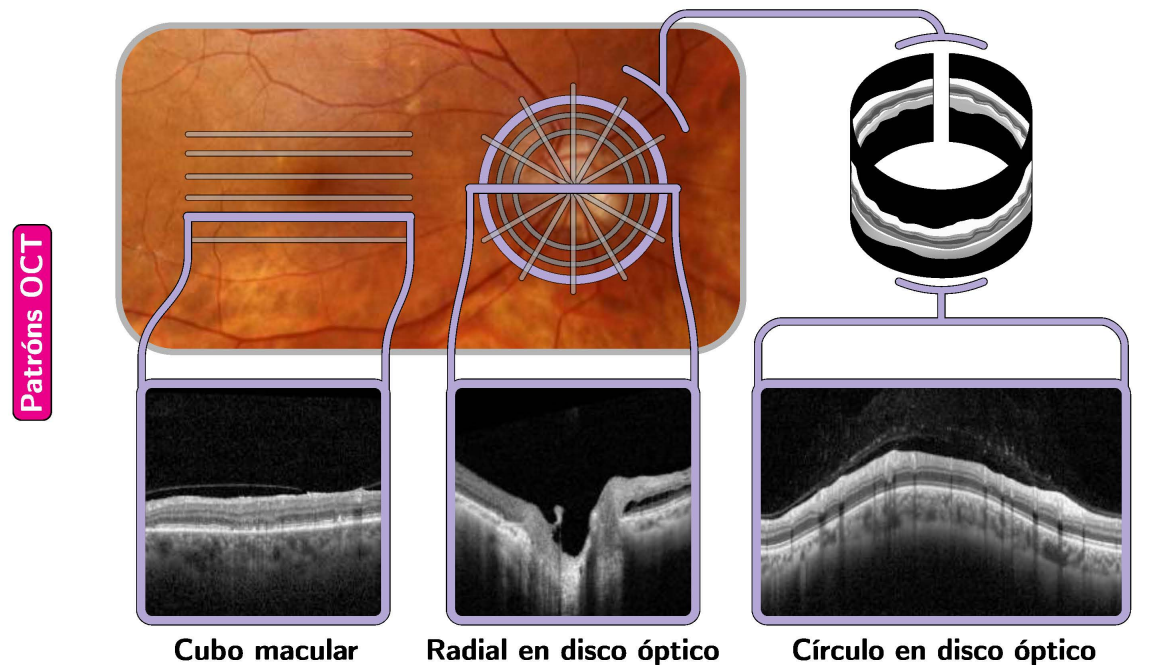 Patróns OCT
Cubo macular
Radial en disco óptico
Círculo en disco óptico